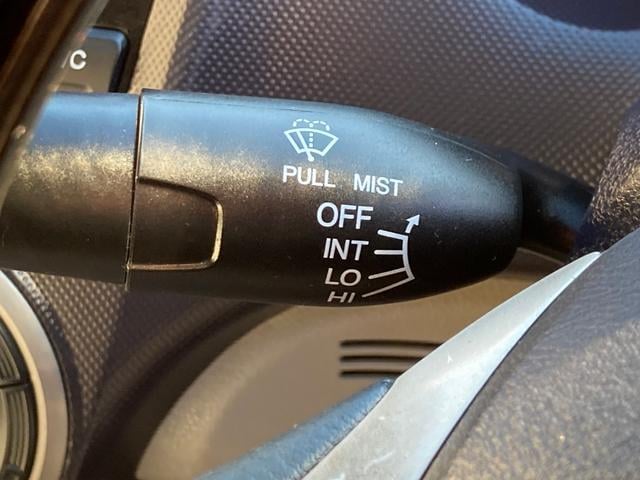 /C
PULL MIST
OFF
INT
LO
HI